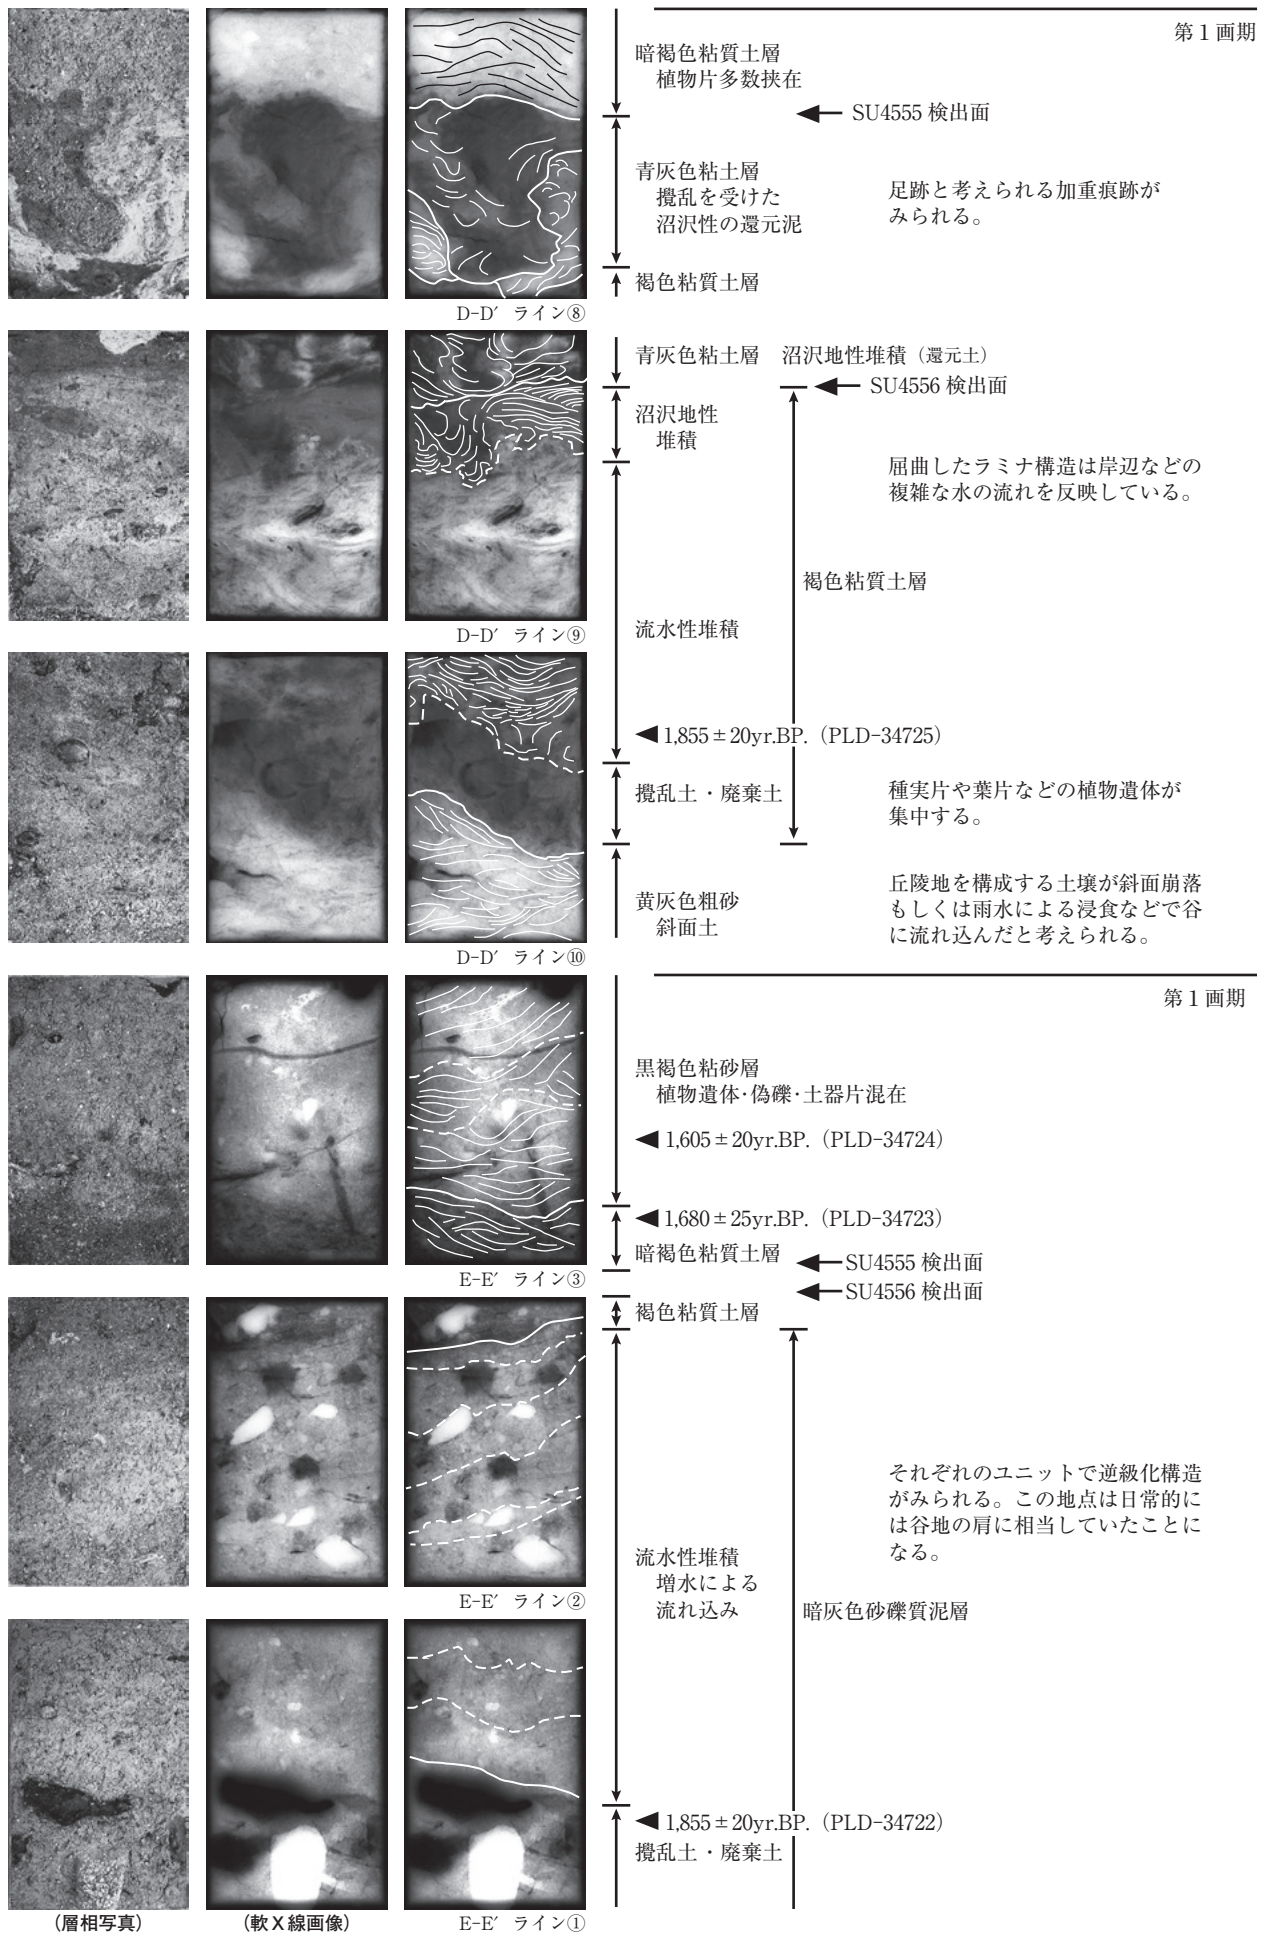 第１画期
暗褐色粘質土層
植物片多数挟在
SU4555 検出面
青灰色粘土層
攪乱を受けた
沼沢性の還元泥
足跡と考えられる加重痕跡が
みられる。
褐色粘質土層
D-D′ ライン⑧
青灰色粘土層 沼沢地性堆積（還元土）
SU4556 検出面
沼沢地性
堆積
屈曲したラミナ構造は岸辺などの
複雑な水の流れを反映している。
褐色粘質土層
流水性堆積
D-D′ ライン⑨
1,855±20yr.BP.（PLD-34725）
攪乱土・廃棄土
種実片や葉片などの植物遺体が
集中する。
黄灰色粗砂
斜面土
丘陵地を構成する土壌が斜面崩落
もしくは雨水による浸食などで谷
に流れ込んだと考えられる。
D-D′ ライン⑩
第１画期
黒褐色粘砂層
植物遺体･偽礫･土器片混在
1,605±20yr.BP.（PLD-34724）
1,680±25yr.BP.（PLD-34723）
暗褐色粘質土層
SU4555 検出面
E-E′ ライン③
SU4556 検出面
褐色粘質土層
それぞれのユニットで逆級化構造
がみられる。この地点は日常的に
は谷地の肩に相当していたことに
なる。
流水性堆積
増水による
流れ込み
E-E′ ライン②
暗灰色砂礫質泥層
1,855±20yr.BP.（PLD-34722）
攪乱土・廃棄土
（層相写真） （軟Ｘ線画像） E-E′ ライン①